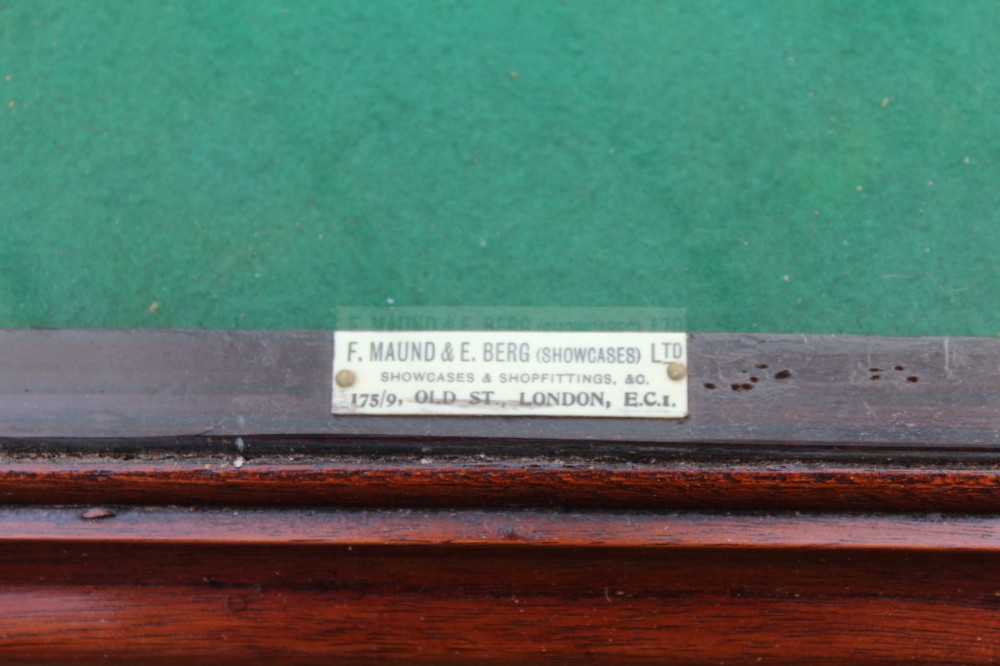 F. MAUND & E. BERG (SHOWCASES) LTD
SHOWCASES & SHOPFITTINGS, &C.
175/9, OLD ST., LONDON, E.C.1.